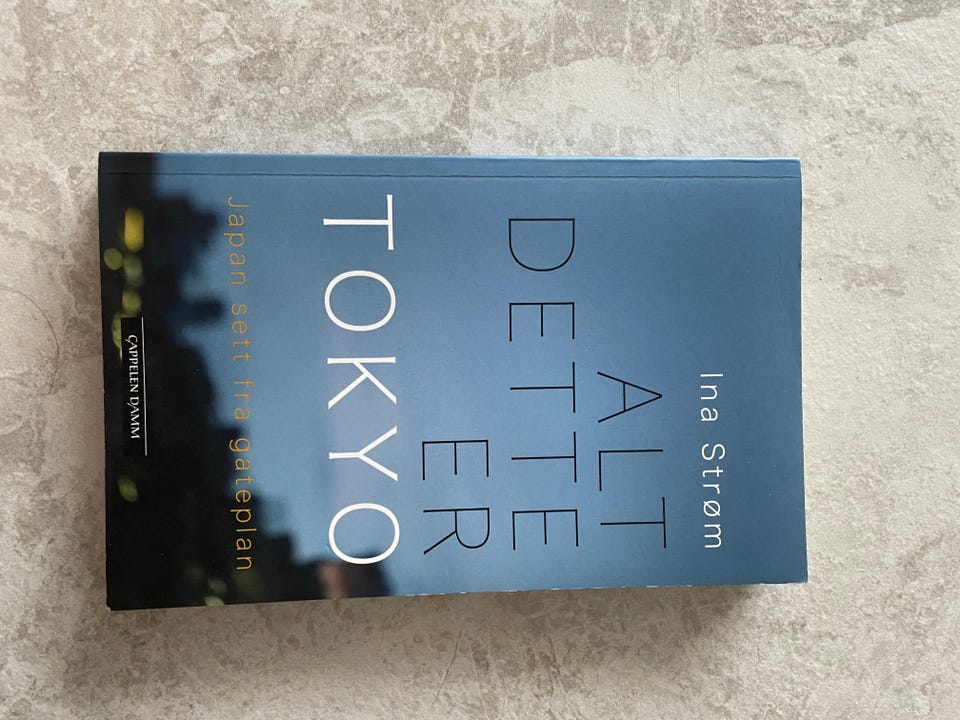 Ina Strøm
ALT
DETTE
ER
TOKYO
Japan sett fra gateplan
CAPPELEN DAMM